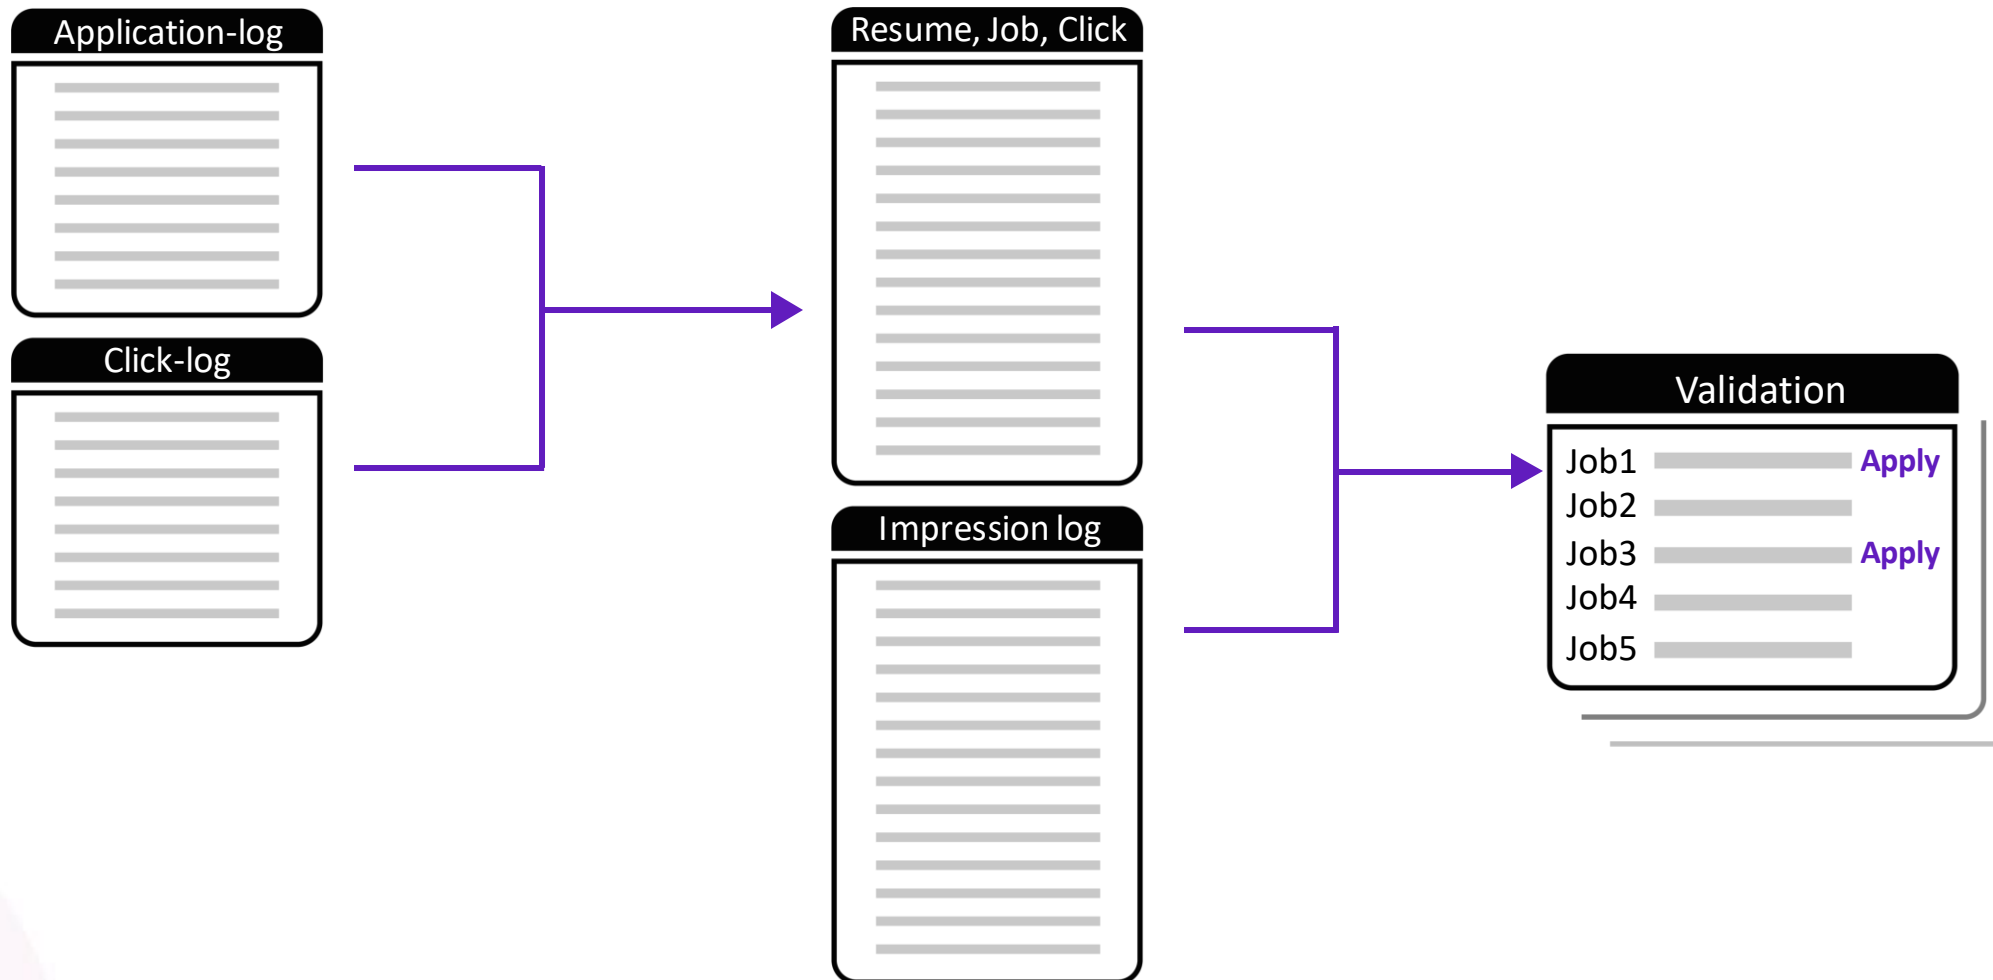 Application-log
Click-log
Resume, Job, Click
Impression log
Validation
Job1 Apply
Job2
Job3 Apply
Job4
Job5